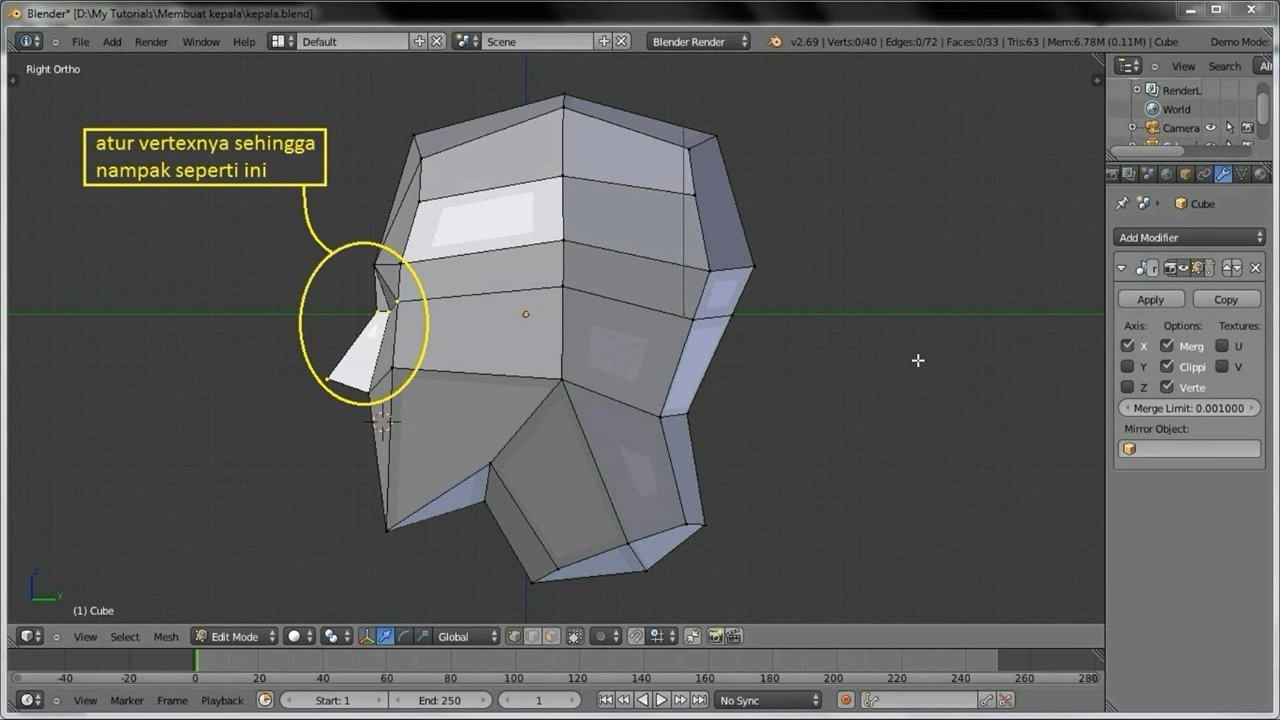 Blender* [D:\My Tutorials\Membuat kepala\kepala.blend]
File Add Render Window Help Default Scene Blender Render v2.69 | Verts:0/40 | Edges:0/72 | Faces:0/33 | Tris:63 | Mem:6.78M (0.11M) | Cube Demo Mode:
Right Ortho
View Search Al
RenderL
World
Camera
atur vertexnya sehingga
nampak seperti ini
Cube
Add Modifier
r
Apply Copy
Axis: Options: Textures:
X Merg U
Y Clippi V
Z Verte
Merge Limit: 0.001000
Mirror Object:
z
y
(1) Cube
View Select Mesh Edit Mode Global
-40 -20 0 20 40 60 80 100 120 140 160 180 200 220 240 260 280
View Marker Frame Playback Start: 1 End: 250 1 No Sync